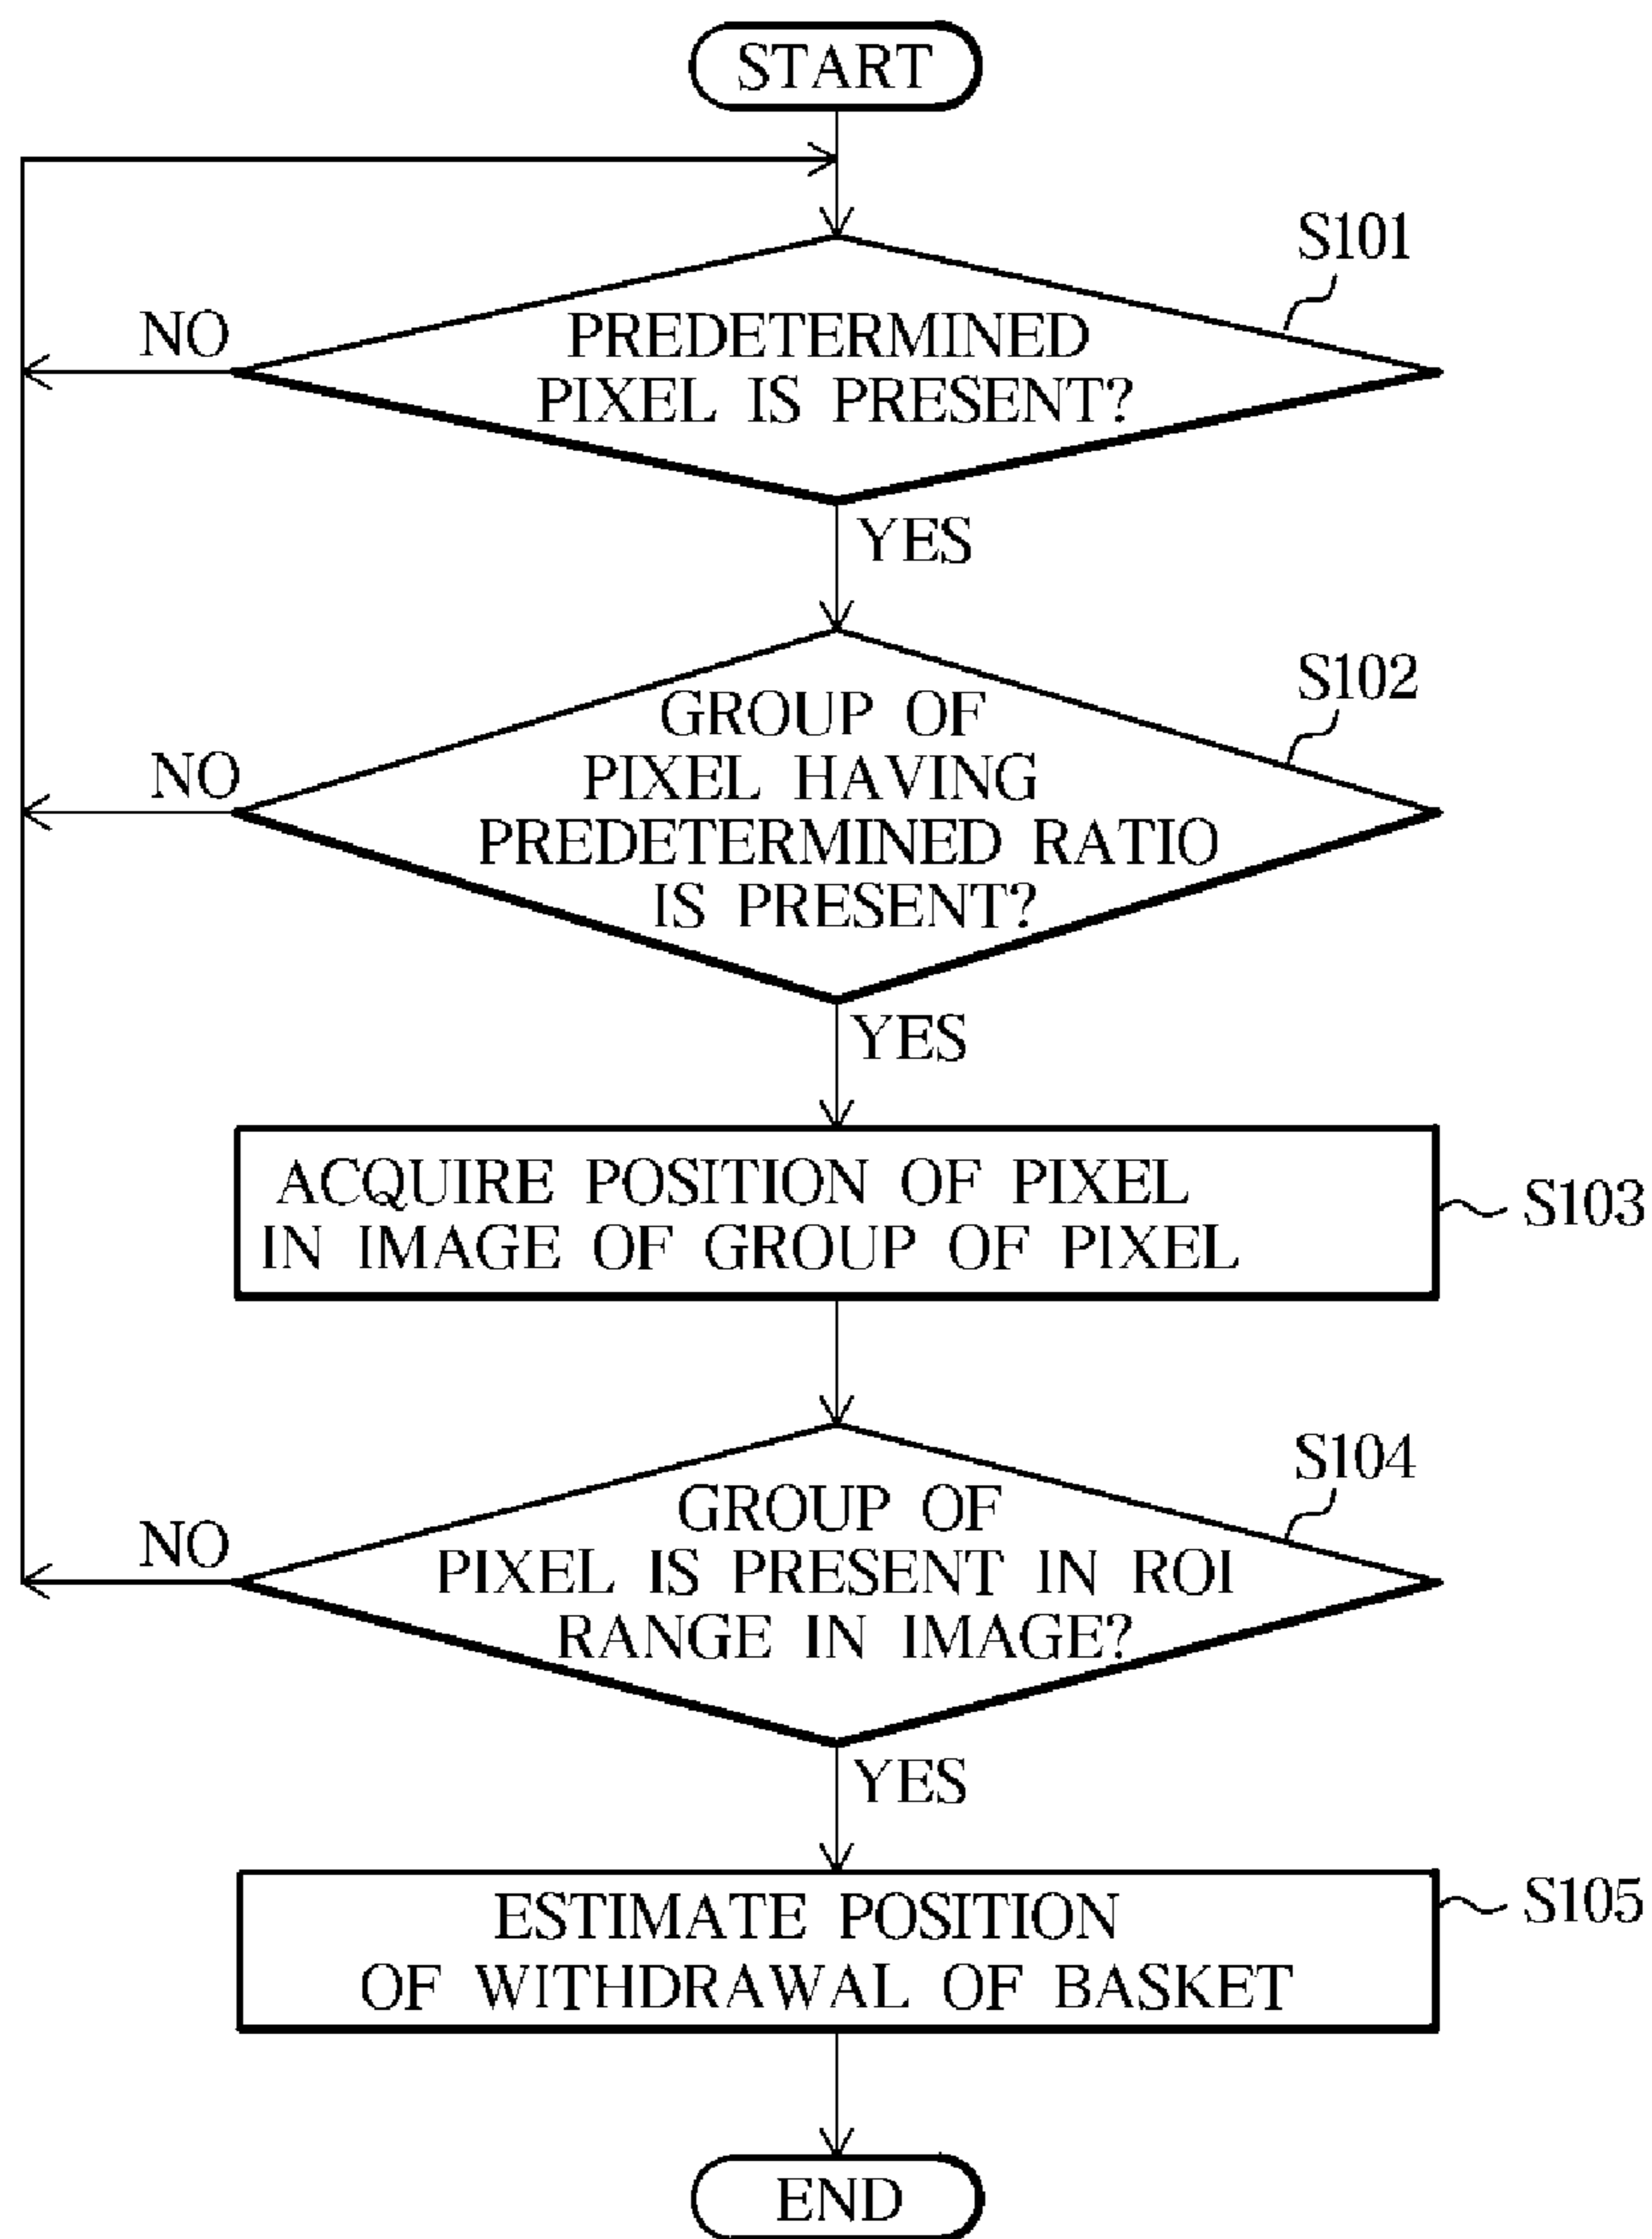 START
S101
NO
PREDETERMINED
PIXEL IS PRESENT?
YES
S102
NO
GROUP OF
PIXEL HAVING
PREDETERMINED RATIO
IS PRESENT?
YES
ACQUIRE POSITION OF PIXEL
IN IMAGE OF GROUP OF PIXEL
S103
S104
NO
GROUP OF
PIXEL IS PRESENT IN ROI
RANGE IN IMAGE?
YES
ESTIMATE POSITION
OF WITHDRAWAL OF BASKET
S105
END